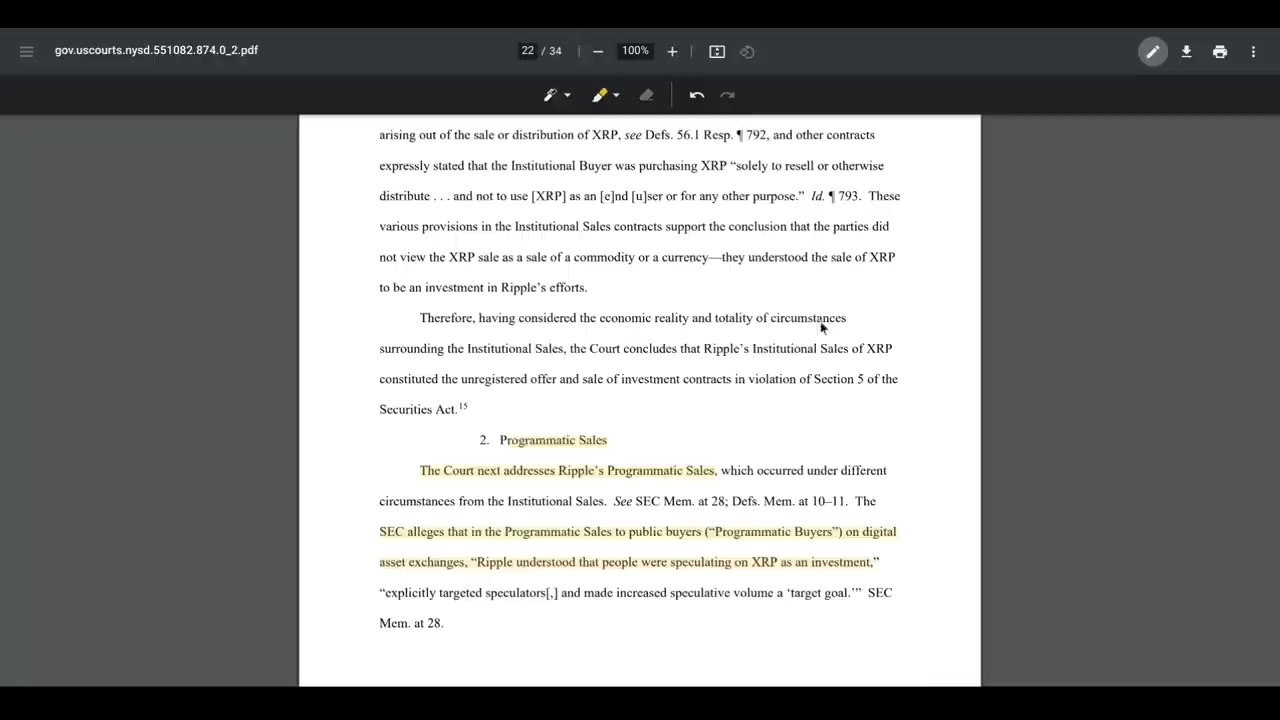 gov.uscourts.nysd.551082.874.0_2.pdf
22 / 34
100%
arising out of the sale or distribution of XRP, see Defs. 56.1 Resp. ¶ 792, and other contracts
expressly stated that the Institutional Buyer was purchasing XRP “solely to resell or otherwise
distribute . . . and not to use [XRP] as an [e]nd [u]ser or for any other purpose.” Id. ¶ 793. These
various provisions in the Institutional Sales contracts support the conclusion that the parties did
not view the XRP sale as a sale of a commodity or a currency—they understood the sale of XRP
to be an investment in Ripple’s efforts.
Therefore, having considered the economic reality and totality of circumstances
surrounding the Institutional Sales, the Court concludes that Ripple’s Institutional Sales of XRP
constituted the unregistered offer and sale of investment contracts in violation of Section 5 of the
Securities Act.15
2. Programmatic Sales
The Court next addresses Ripple’s Programmatic Sales, which occurred under different
circumstances from the Institutional Sales. See SEC Mem. at 28; Defs. Mem. at 10–11. The
SEC alleges that in the Programmatic Sales to public buyers (“Programmatic Buyers”) on digital
asset exchanges, “Ripple understood that people were speculating on XRP as an investment,”
“explicitly targeted speculators[,] and made increased speculative volume a ‘target goal.’” SEC
Mem. at 28.